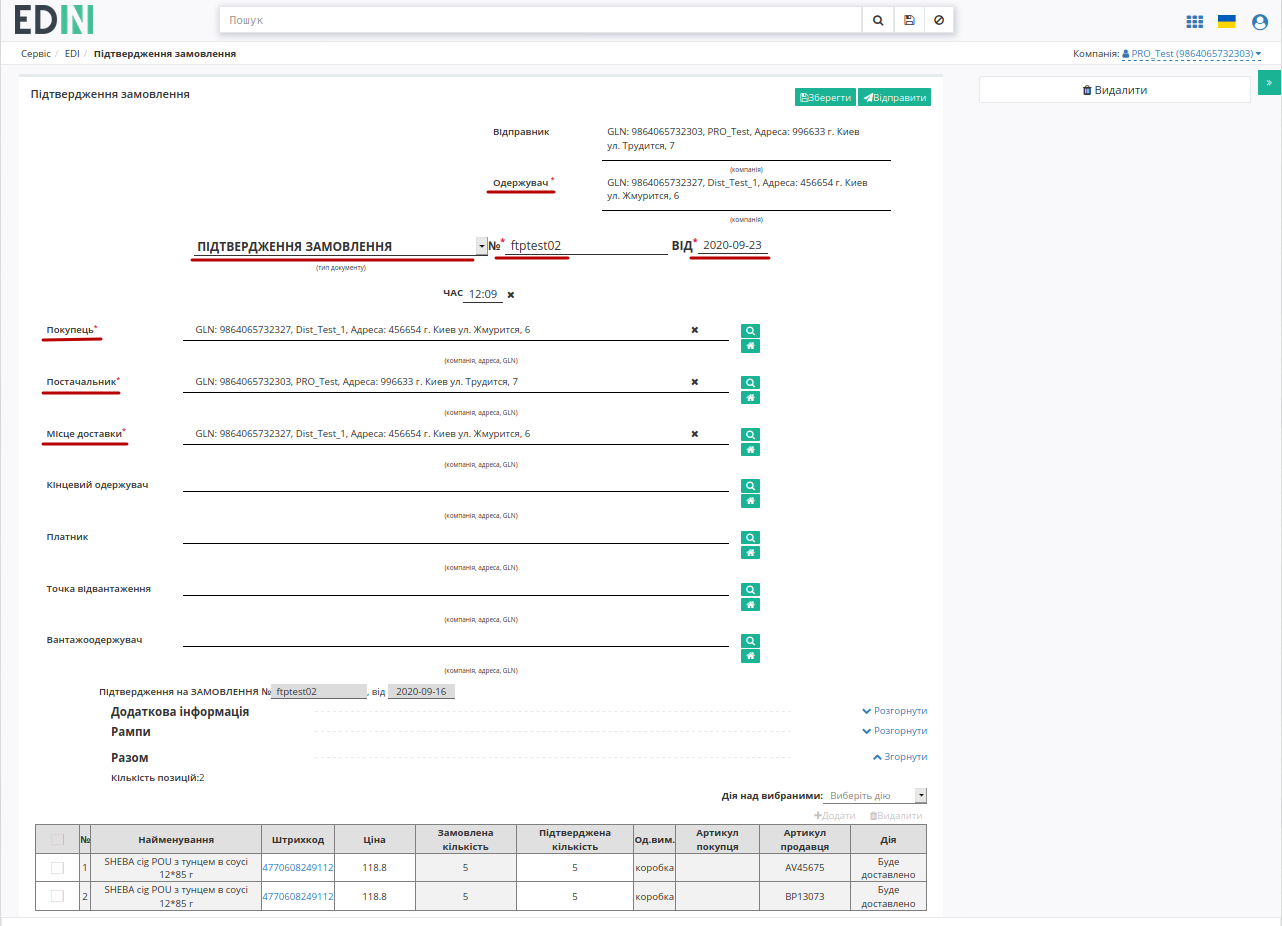 EDIN
Пошук
Сервіс / EDI / Підтвердження замовлення
Компанія: PRO_Test (9864065732303)
»
Видалити
Підтвердження замовлення
Зберегти Відправити
Відправник GLN: 9864065732303, PRO_Test, Адреса: 996633 г. Киев
ул. Трудится, 7
(компанія)
Одержувач * GLN: 9864065732327, Dist_Test_1, Адреса: 456654 г. Киев
ул. Жмурится, 6
(компанія)
ПІДТВЕРДЖЕННЯ ЗАМОВЛЕННЯ №* ftptest02 ВІД* 2020-09-23
(тип документу)
ЧАС 12:09 ✖
Покупець* GLN: 9864065732327, Dist_Test_1, Адреса: 456654 г. Киев ул. Жмурится, 6 ✖
(компанія, адреса, GLN)
Постачальник* GLN: 9864065732303, PRO_Test, Адреса: 996633 г. Киев ул. Трудится, 7 ✖
(компанія, адреса, GLN)
Місце доставки* GLN: 9864065732327, Dist_Test_1, Адреса: 456654 г. Киев ул. Жмурится, 6 ✖
(компанія, адреса, GLN)
Кінцевий одержувач
(компанія, адреса, GLN)
Платник
(компанія, адреса, GLN)
Точка відвантаження
(компанія, адреса, GLN)
Вантажоодержувач
(компанія, адреса, GLN)
Підтвердження на ЗАМОВЛЕННЯ № ftptest02 , від 2020-09-16
Додаткова інформація Розгорнути
Рампи Розгорнути
Разом Згорнути
Кількість позицій:2
Дія над вибраними: Виберіть дію
Додати Видалити
№ Найменування Штрихкод Ціна Замовлена кількість Підтверджена кількість Од.вим. Артикул покупця Артикул продавця Дія
1 SHEBA cig POU з тунцем в соусі 12*85 г 4770608249112 118.8 5 5 коробка AV45675 Буде доставлено
2 SHEBA cig POU з тунцем в соусі 12*85 г 4770608249112 118.8 5 5 коробка BP13073 Буде доставлено